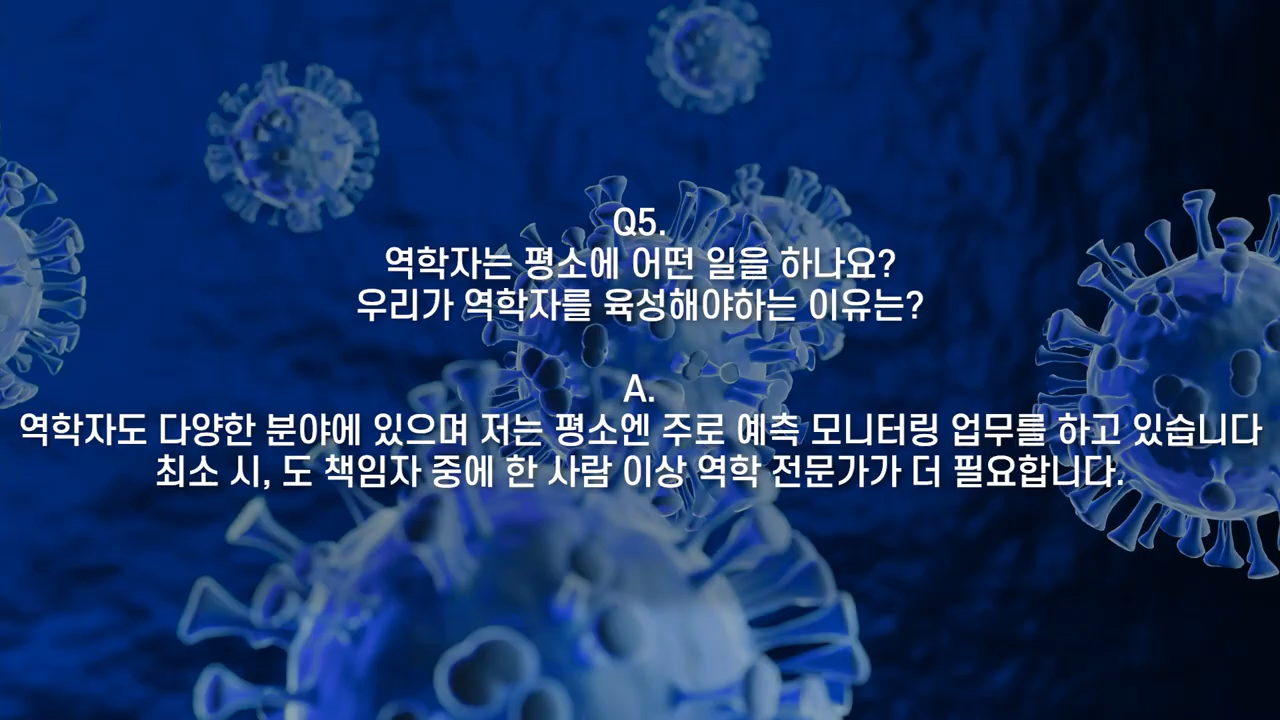 Q5.
역학자는 평소에 어떤 일을 하나요?
우리가 역학자를 육성해야하는 이유는?
A.
역학자도 다양한 분야에 있으며 저는 평소엔 주로 예측 모니터링 업무를 하고 있습니다
최소 시, 도 책임자 중에 한 사람 이상 역학 전문가가 더 필요합니다.